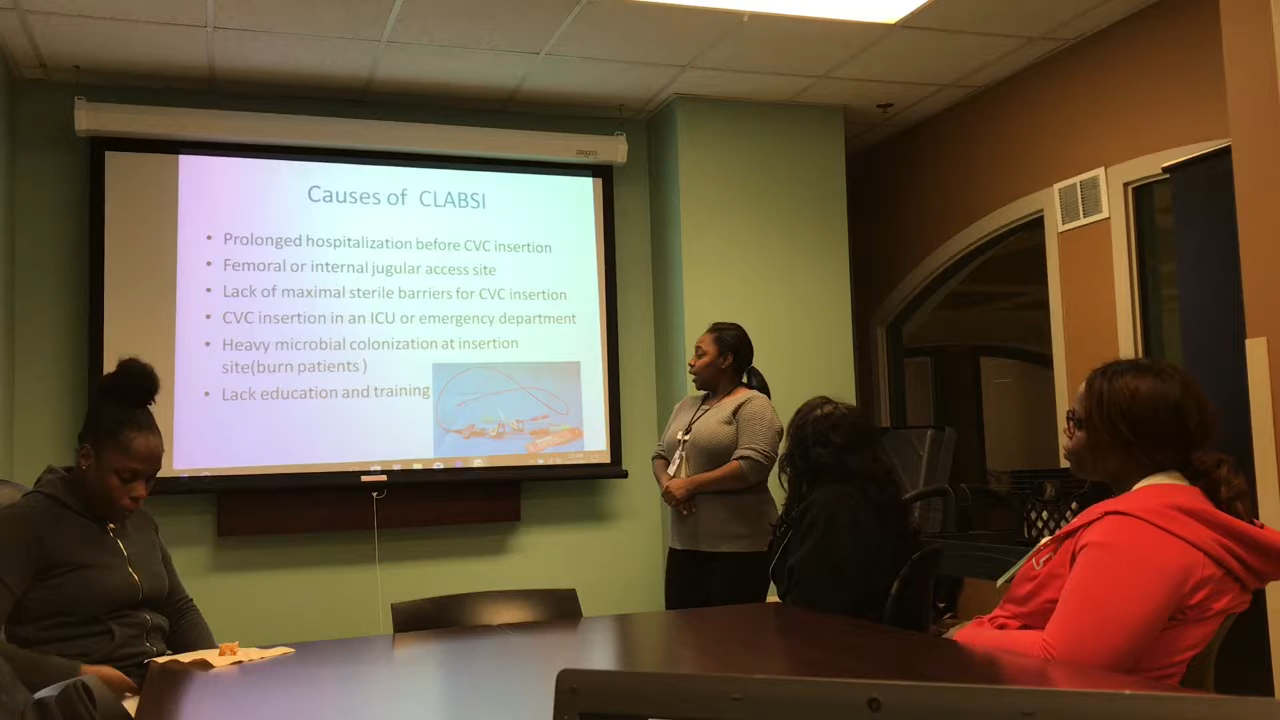 Causes of CLABSI
• Prolonged hospitalization before CVC insertion
• Femoral or internal jugular access site
• Lack of maximal sterile barriers for CVC insertion
• CVC insertion in an ICU or emergency department
• Heavy microbial colonization at insertion
site(burn patients )
• Lack education and training